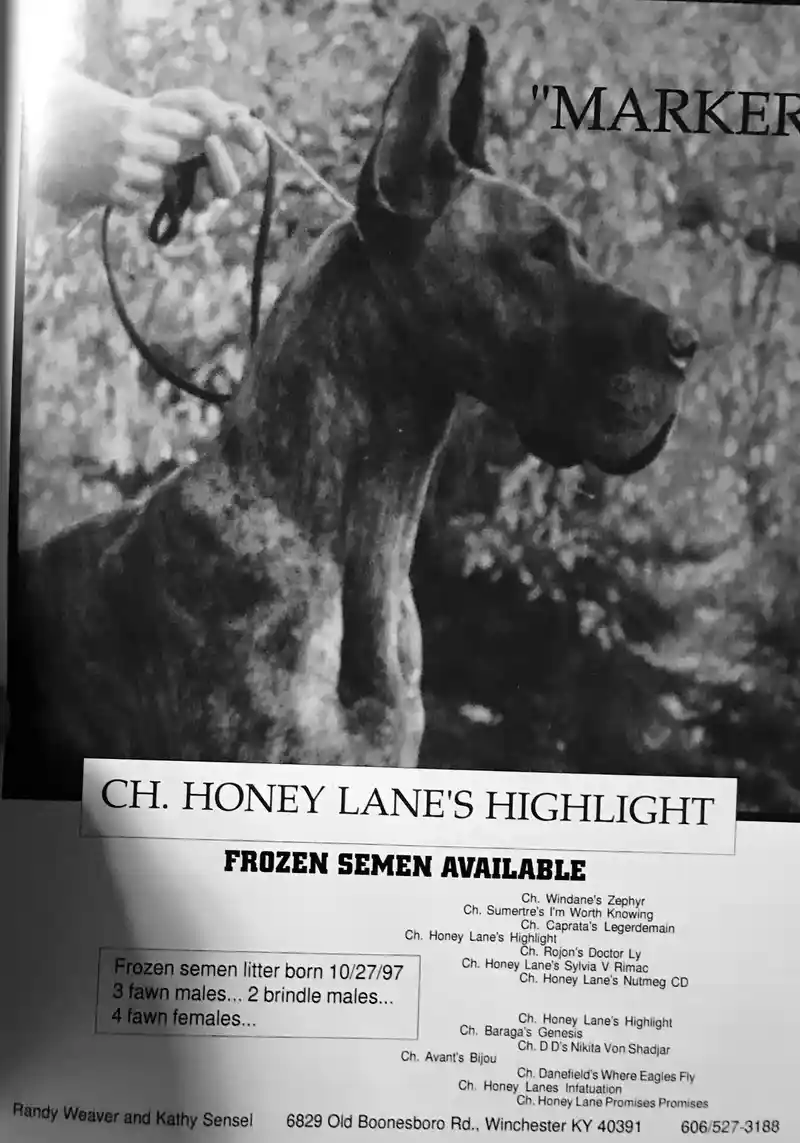 "MARKER
CH. HONEY LANE'S HIGHLIGHT
FROZEN SEMEN AVAILABLE
Ch. Windane's Zephyr
Ch. Sumertre's I'm Worth Knowing
Ch. Caprata's Legerdemain
Ch. Honey Lane's Highlight
Ch. Rojon's Doctor Ly
Ch. Honey Lane's Sylvia V Rimac
Ch. Honey Lane's Nutmeg CD
Frozen semen litter born 10/27/97
3 fawn males... 2 brindle males...
4 fawn females...
Ch. Honey Lane's Highlight
Ch. Baraga's Genesis
Ch. D D's Nikita Von Shadjar
Ch. Avant's Bijou
Ch. Danefield's Where Eagles Fly
Ch. Honey Lanes Infatuation
Ch. Honey Lane Promises Promises
Randy Weaver and Kathy Sensel 6829 Old Boonesboro Rd., Winchester KY 40391 606/527-3188